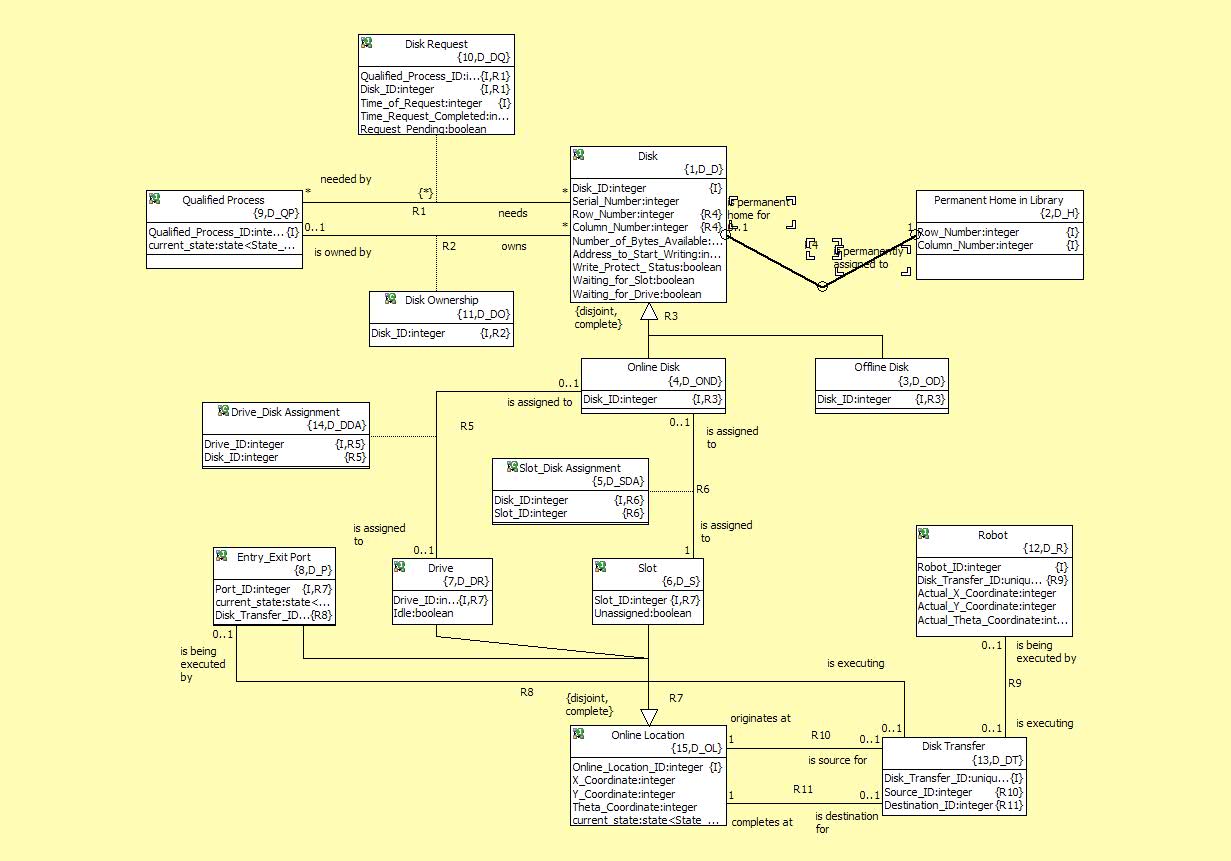 Disk Request
{10,D_DQ}
Qualified_Process_ID:i...{I,R1}
Disk_ID:integer {I,R1}
Time_of_Request:integer {I}
Time_Request_Completed:in...
Request_Pending:boolean
Disk
{1,D_D}
Disk_ID:integer {I}
Serial_Number:integer
Row_Number:integer {R4}
Column_Number:integer {R4}
Number_of_Bytes_Available:...
Address_to_Start_Writing:in...
Write_Protect_Status:boolean
Waiting_for_Slot:boolean
Waiting_for_Drive:boolean
needed by
*
{*}
*
R1
needs
Qualified Process
{9,D_QP}
Qualified_Process_ID:inte...{I}
current_state:state<State_...
0..1
*
is owned by
R2
owns
is permanent
home for
0..1
R4
1
is permanently
assigned to
Permanent Home in Library
{2,D_H}
Row_Number:integer {I}
Column_Number:integer {I}
Disk Ownership
{11,D_DO}
Disk_ID:integer {I,R2}
{disjoint,
complete}
R3
Online Disk
{4,D_OND}
Disk_ID:integer {I,R3}
Offline Disk
{3,D_OD}
Disk_ID:integer {I,R3}
0..1
is assigned to
Drive_Disk Assignment
{14,D_DDA}
Drive_ID:integer {I,R5}
Disk_ID:integer {R5}
R5
0..1
is assigned
to
Slot_Disk Assignment
{5,D_SDA}
Disk_ID:integer {I,R6}
Slot_ID:integer {R6}
R6
is assigned
to
0..1
is assigned
to
1
Entry_Exit Port
{8,D_P}
Port_ID:integer {I,R7}
current_state:state<...
Disk_Transfer_ID...{R8}
Drive
{7,D_DR}
Drive_ID:in...{I,R7}
Idle:boolean
Slot
{6,D_S}
Slot_ID:integer {I,R7}
Unassigned:boolean
Robot
{12,D_R}
Robot_ID:integer {I}
Disk_Transfer_ID:uniqu... {R9}
Actual_X_Coordinate:integer
Actual_Y_Coordinate:integer
Actual_Theta_Coordinate:int...
0..1
is being
executed
by
R8
is executing
0..1
0..1
is being
executed by
R9
0..1
is executing
{disjoint,
complete}
R7
Online Location
{15,D_OL}
Online_Location_ID:integer {I}
X_Coordinate:integer
Y_Coordinate:integer
Theta_Coordinate:integer
current_state:state<State_...
originates at
1
R10
0..1
is source for
1
R11
0..1
completes at
is destination
for
Disk Transfer
{13,D_DT}
Disk_Transfer_ID:uniqu...{I}
Source_ID:integer {R10}
Destination_ID:integer{R11}